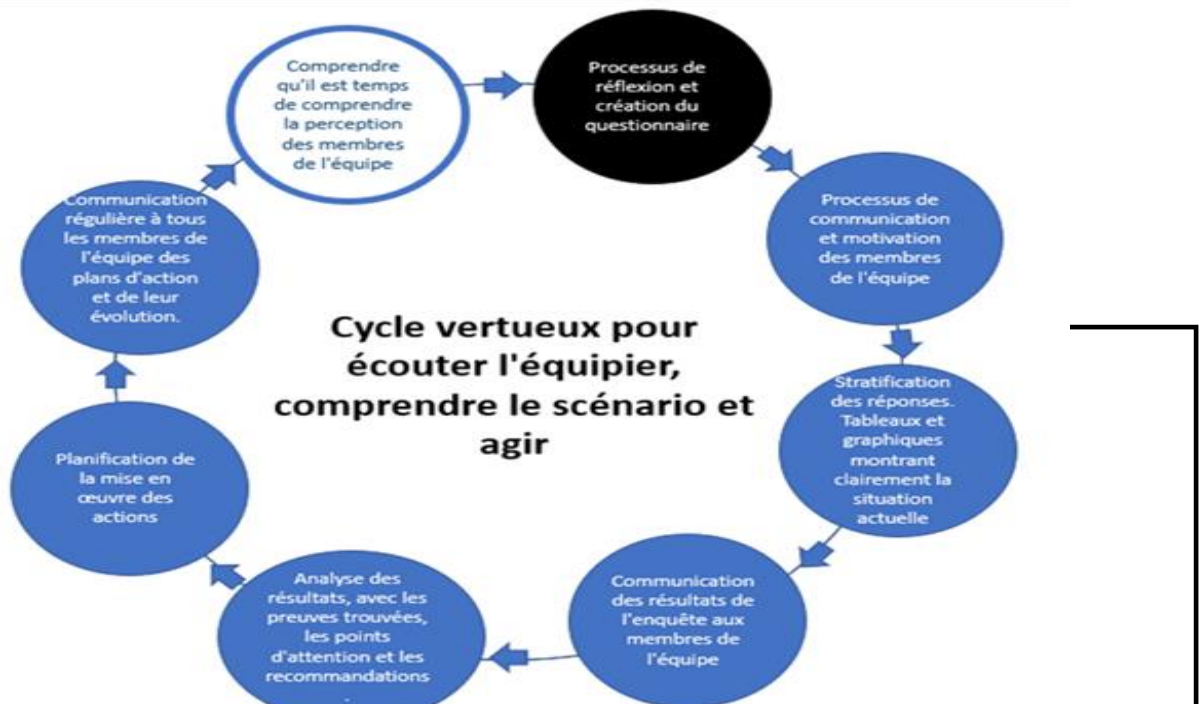 Comprendre
qu'il est temps
de comprendre
la perception
des membres
de l'équipe
Processus de
réflexion et
création du
questionnaire
Processus de
communication
et motivation
des membres
de l'équipe
Stratification
des réponses.
Tableaux et
graphiques
montrant
clairement la
situation
actuelle
Communication
des résultats de
l'enquête aux
membres de
l'équipe
Analyse des
résultats, avec les
preuves trouvées,
les points
d'attention et les
recommandations
.
Planification de
la mise en
œuvre des
actions
Communication
régulière à tous
les membres de
l'équipe des
plans d'action
et de leur
évolution.
Cycle vertueux pour
écouter l'équipier,
comprendre le scénario et
agir